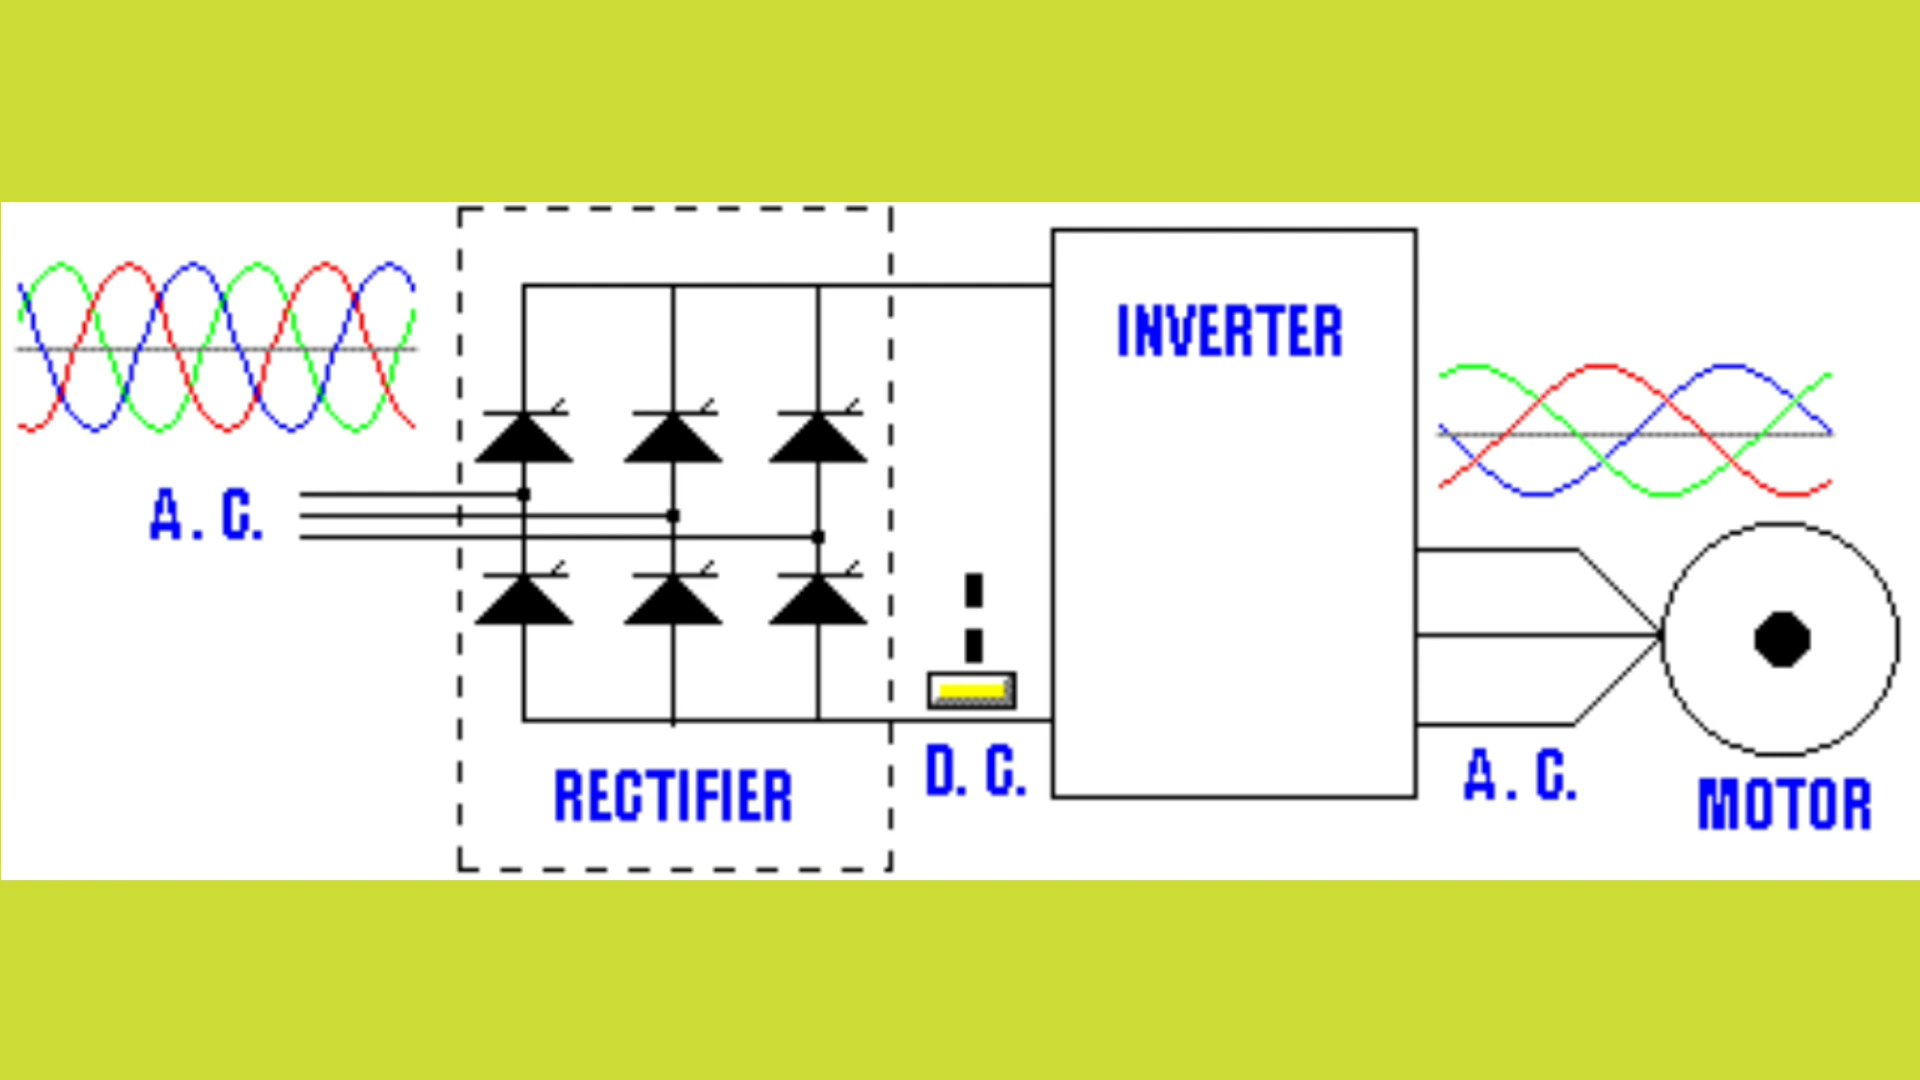 INVERTER
A. C.
D. C.
A. C.
RECTIFIER
MOTOR